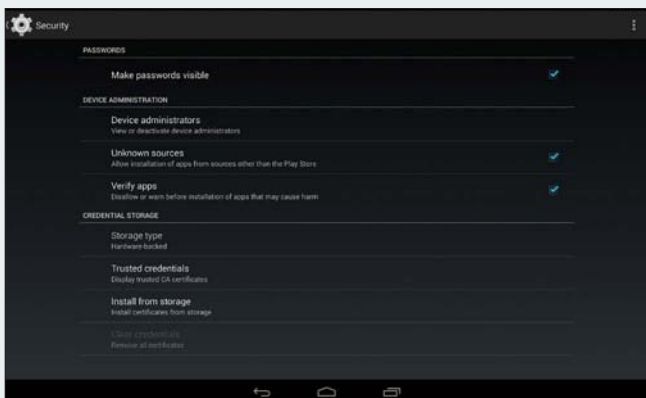 Security
PASSWORDS
Make passwords visible
DEVICE ADMINISTRATION
Device administrators
View or deactivate device administrators
Unknown sources
Allow installation of apps from sources other than the Play Store
Verify apps
Disallow or warn before installation of apps that may cause harm
CREDENTIAL STORAGE
Storage type
Hardware-backed
Trusted credentials
Display trusted CA certificates
Install from storage
Install certificates from storage
Clear credentials
Remove all certificates